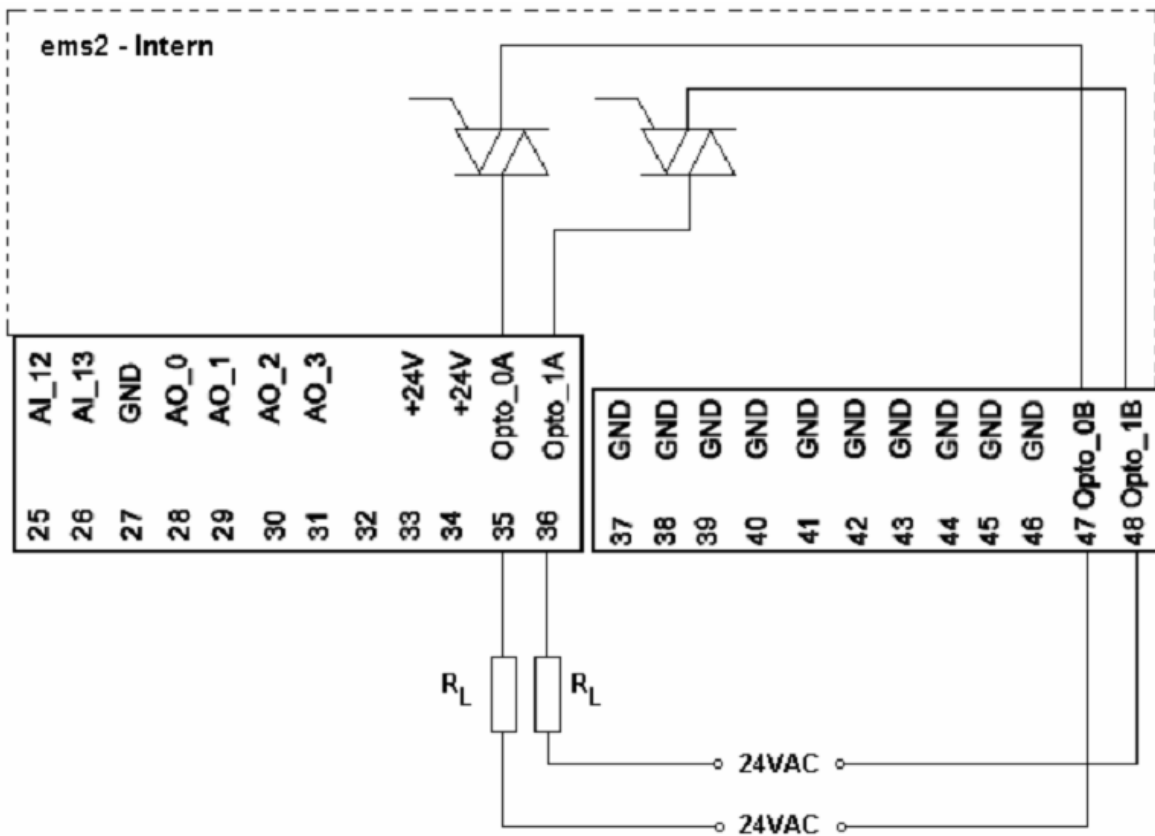 ems2 - Intern
AI_12 AI_13 GND AO_0 AO_1 AO_2 AO_3 +24V +24V Opto_0A Opto_1A
25 26 27 28 29 30 31 32 33 34 35 36
GND GND GND GND GND GND GND GND GND GND Opto_0B Opto_1B
37 38 39 40 41 42 43 44 45 46 47 48
RL RL
24VAC
24VAC